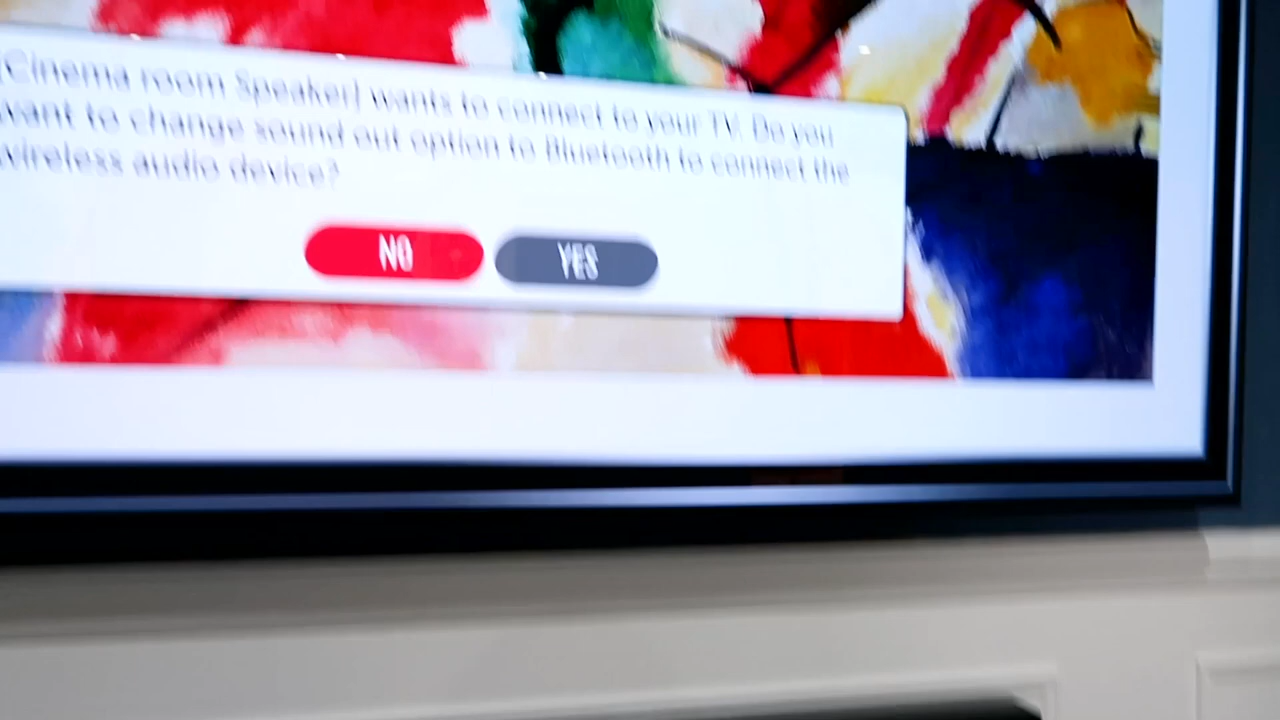 [Cinema room Speaker] wants to connect to your TV. Do you
want to change sound out option to Bluetooth to connect the
wireless audio device?
NO YES